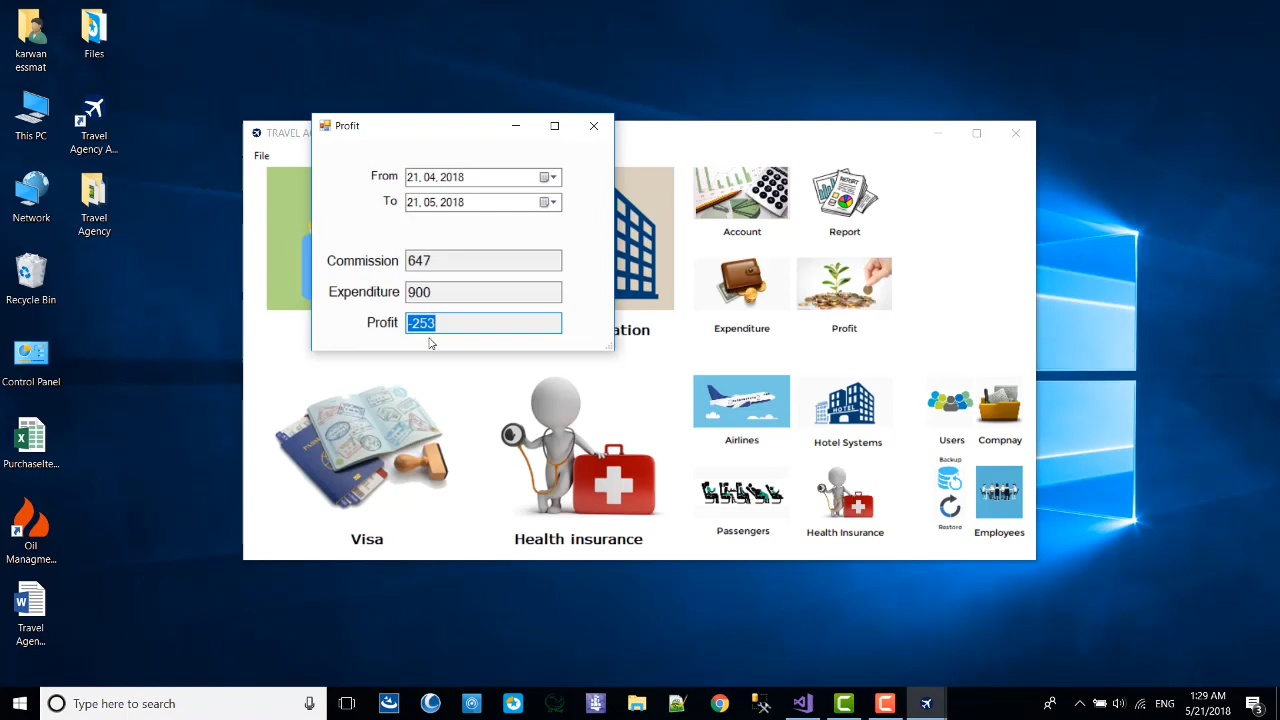 karwan
essmat
Files
This PC
Travel
Agency A...
Network
Travel
Agency
Recycle Bin
Control Panel
PurchaseIte...
Oil
Managme...
Travel
Agen...
TRAVEL A
File
Profit
From 21. 04. 2018
To 21. 05. 2018
Commission 647
Expenditure 900
Profit -253
ation
Account
REPORT
Report
Expenditure
Profit
Visa
Health insurance
Airlines
HOTEL
Hotel Systems
Users
Compnay
Backup
Restore
Passengers
Health Insurance
Employees
Type here to search
ENG
1:29 AM
5/21/2018
3